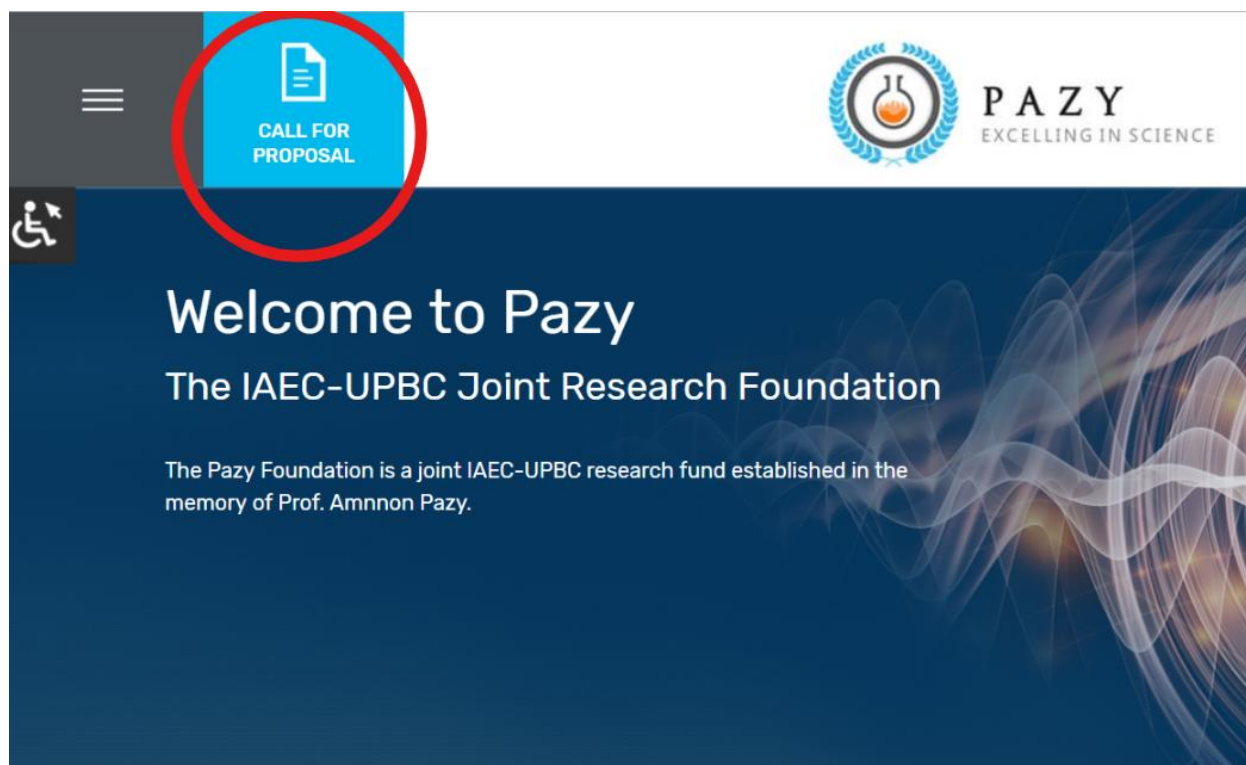 CALL FOR
PROPOSAL
PAZY
EXCELLING IN SCIENCE
Welcome to Pazy
The IAEC-UPBC Joint Research Foundation
The Pazy Foundation is a joint IAEC-UPBC research fund established in the
memory of Prof. Amnnon Pazy.